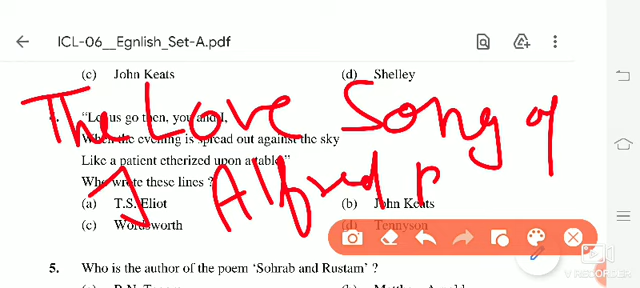 ICL-06__Egnlish_Set-A.pdf
(c) John Keats (d) Shelley
The Love Song of
"Let us go then, you and I,
When the evening is spread out against the sky
Like a patient etherized upon a table"
J Alfred P
Who wrote these lines ?
(a) T.S. Eliot (b) John Keats
(c) Wordsworth (d) Tennyson
5. Who is the author of the poem 'Sohrab and Rustam' ?